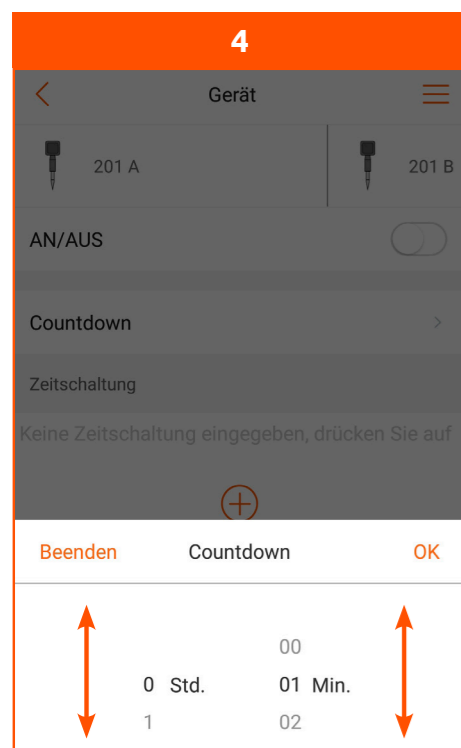 4
Gerät
201 A
201 B
AN/AUS
Countdown
Zeitschaltung
Keine Zeitschaltung eingegeben, drücken Sie auf
Beenden Countdown OK
00
0 Std. 01 Min.
1 02